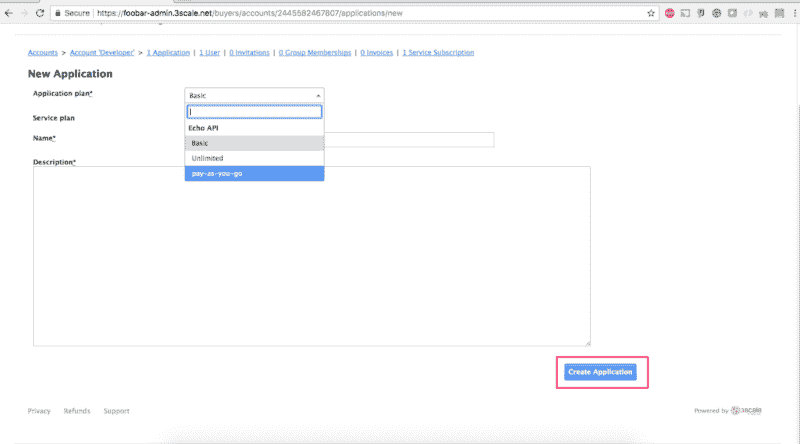 Secure https://foobar-admin.3scale.net/buyers/accounts/2445582467807/applications/new
Accounts > Account 'Developer' > 1 Application | 1 User | 0 Invitations | 0 Group Memberships | 0 Invoices | 1 Service Subscription
New Application
Application plan* Basic
Service plan
Echo API
Name* Basic
Unlimited
Description*
pay-as-you-go
Create Application
Privacy Refunds Support Powered by 3scale